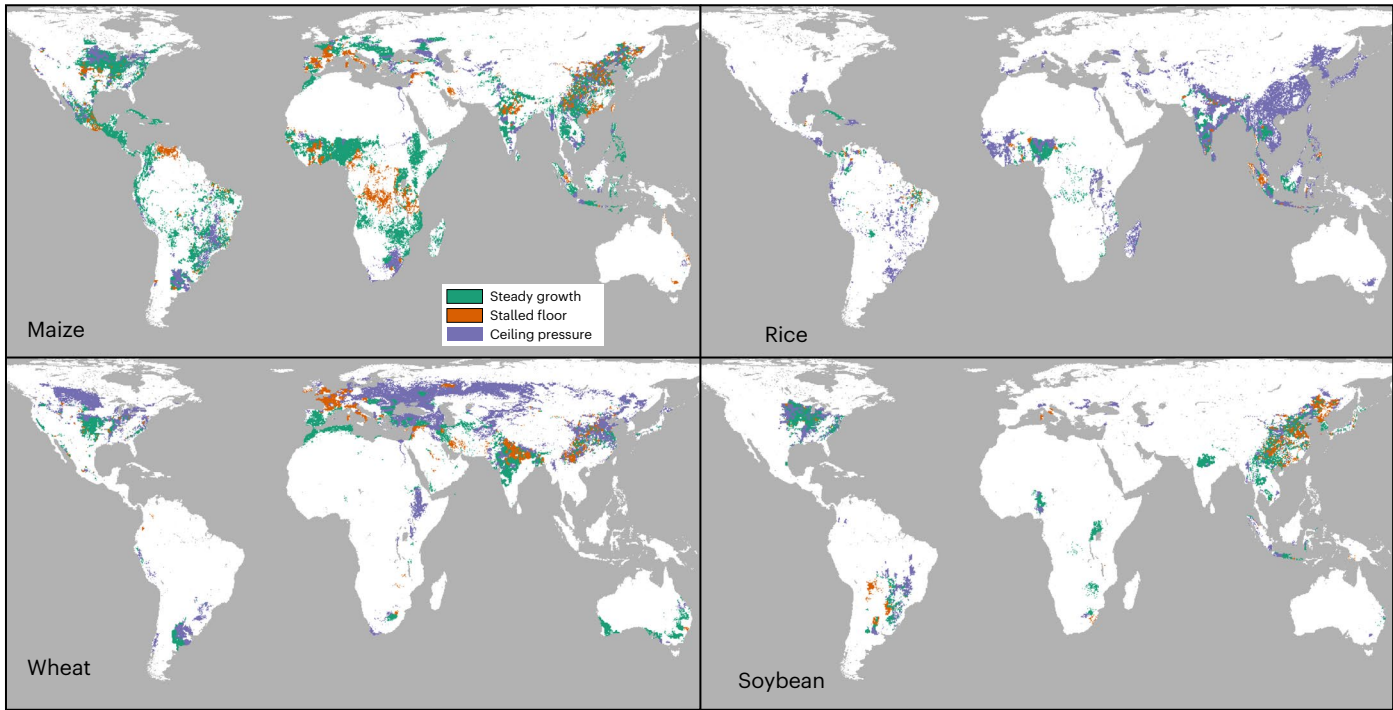 Maize
Steady growth
Stalled floor
Ceiling pressure
Rice
Wheat
Soybean